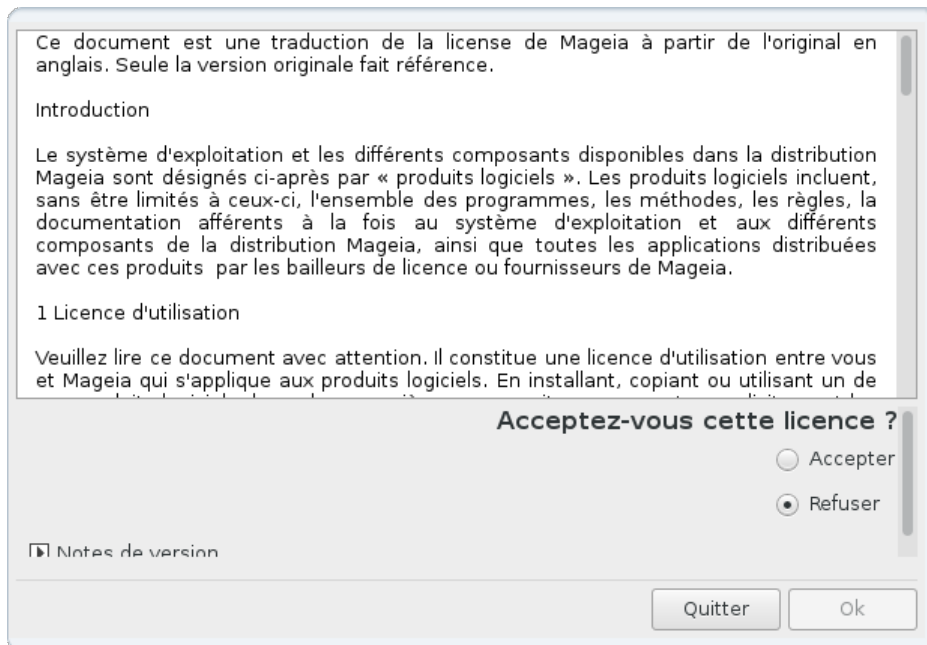 Ce document est une traduction de la license de Mageia à partir de l'original en
anglais. Seule la version originale fait référence.
Introduction
Le système d'exploitation et les différents composants disponibles dans la distribution
Mageia sont désignés ci-après par « produits logiciels ». Les produits logiciels incluent,
sans être limités à ceux-ci, l'ensemble des programmes, les méthodes, les règles, la
documentation afférents à la fois au système d'exploitation et aux différents
composants de la distribution Mageia, ainsi que toutes les applications distribuées
avec ces produits par les bailleurs de licence ou fournisseurs de Mageia.
1 Licence d'utilisation
Veuillez lire ce document avec attention. Il constitue une licence d'utilisation entre vous
et Mageia qui s'applique aux produits logiciels. En installant, copiant ou utilisant un de
Acceptez-vous cette licence ?
Accepter
Refuser
Notes de version
Quitter
Ok